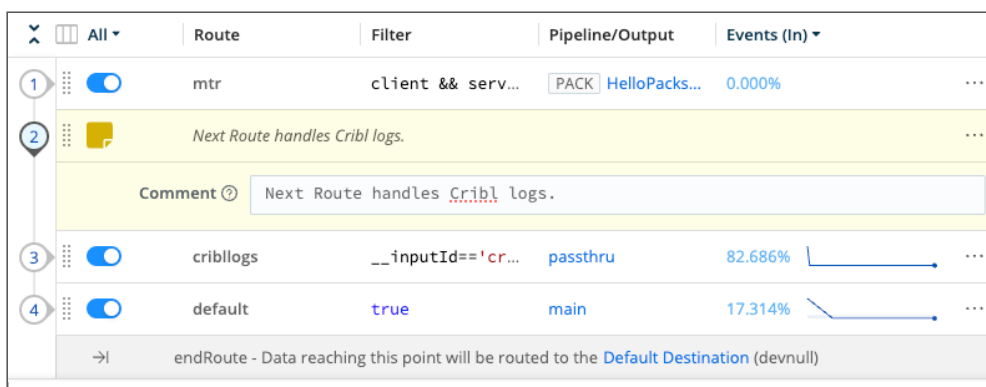 All Route Filter Pipeline/Output Events (In)
1 mtr client && serv... PACK HelloPacks... 0.000% ...
2 Next Route handles Cribl logs. ...
Comment ? Next Route handles Cribl logs.
3 cribllogs __inputId=='cr... passthru 82.686% ...
4 default true main 17.314% ...
endRoute - Data reaching this point will be routed to the Default Destination (devnull)